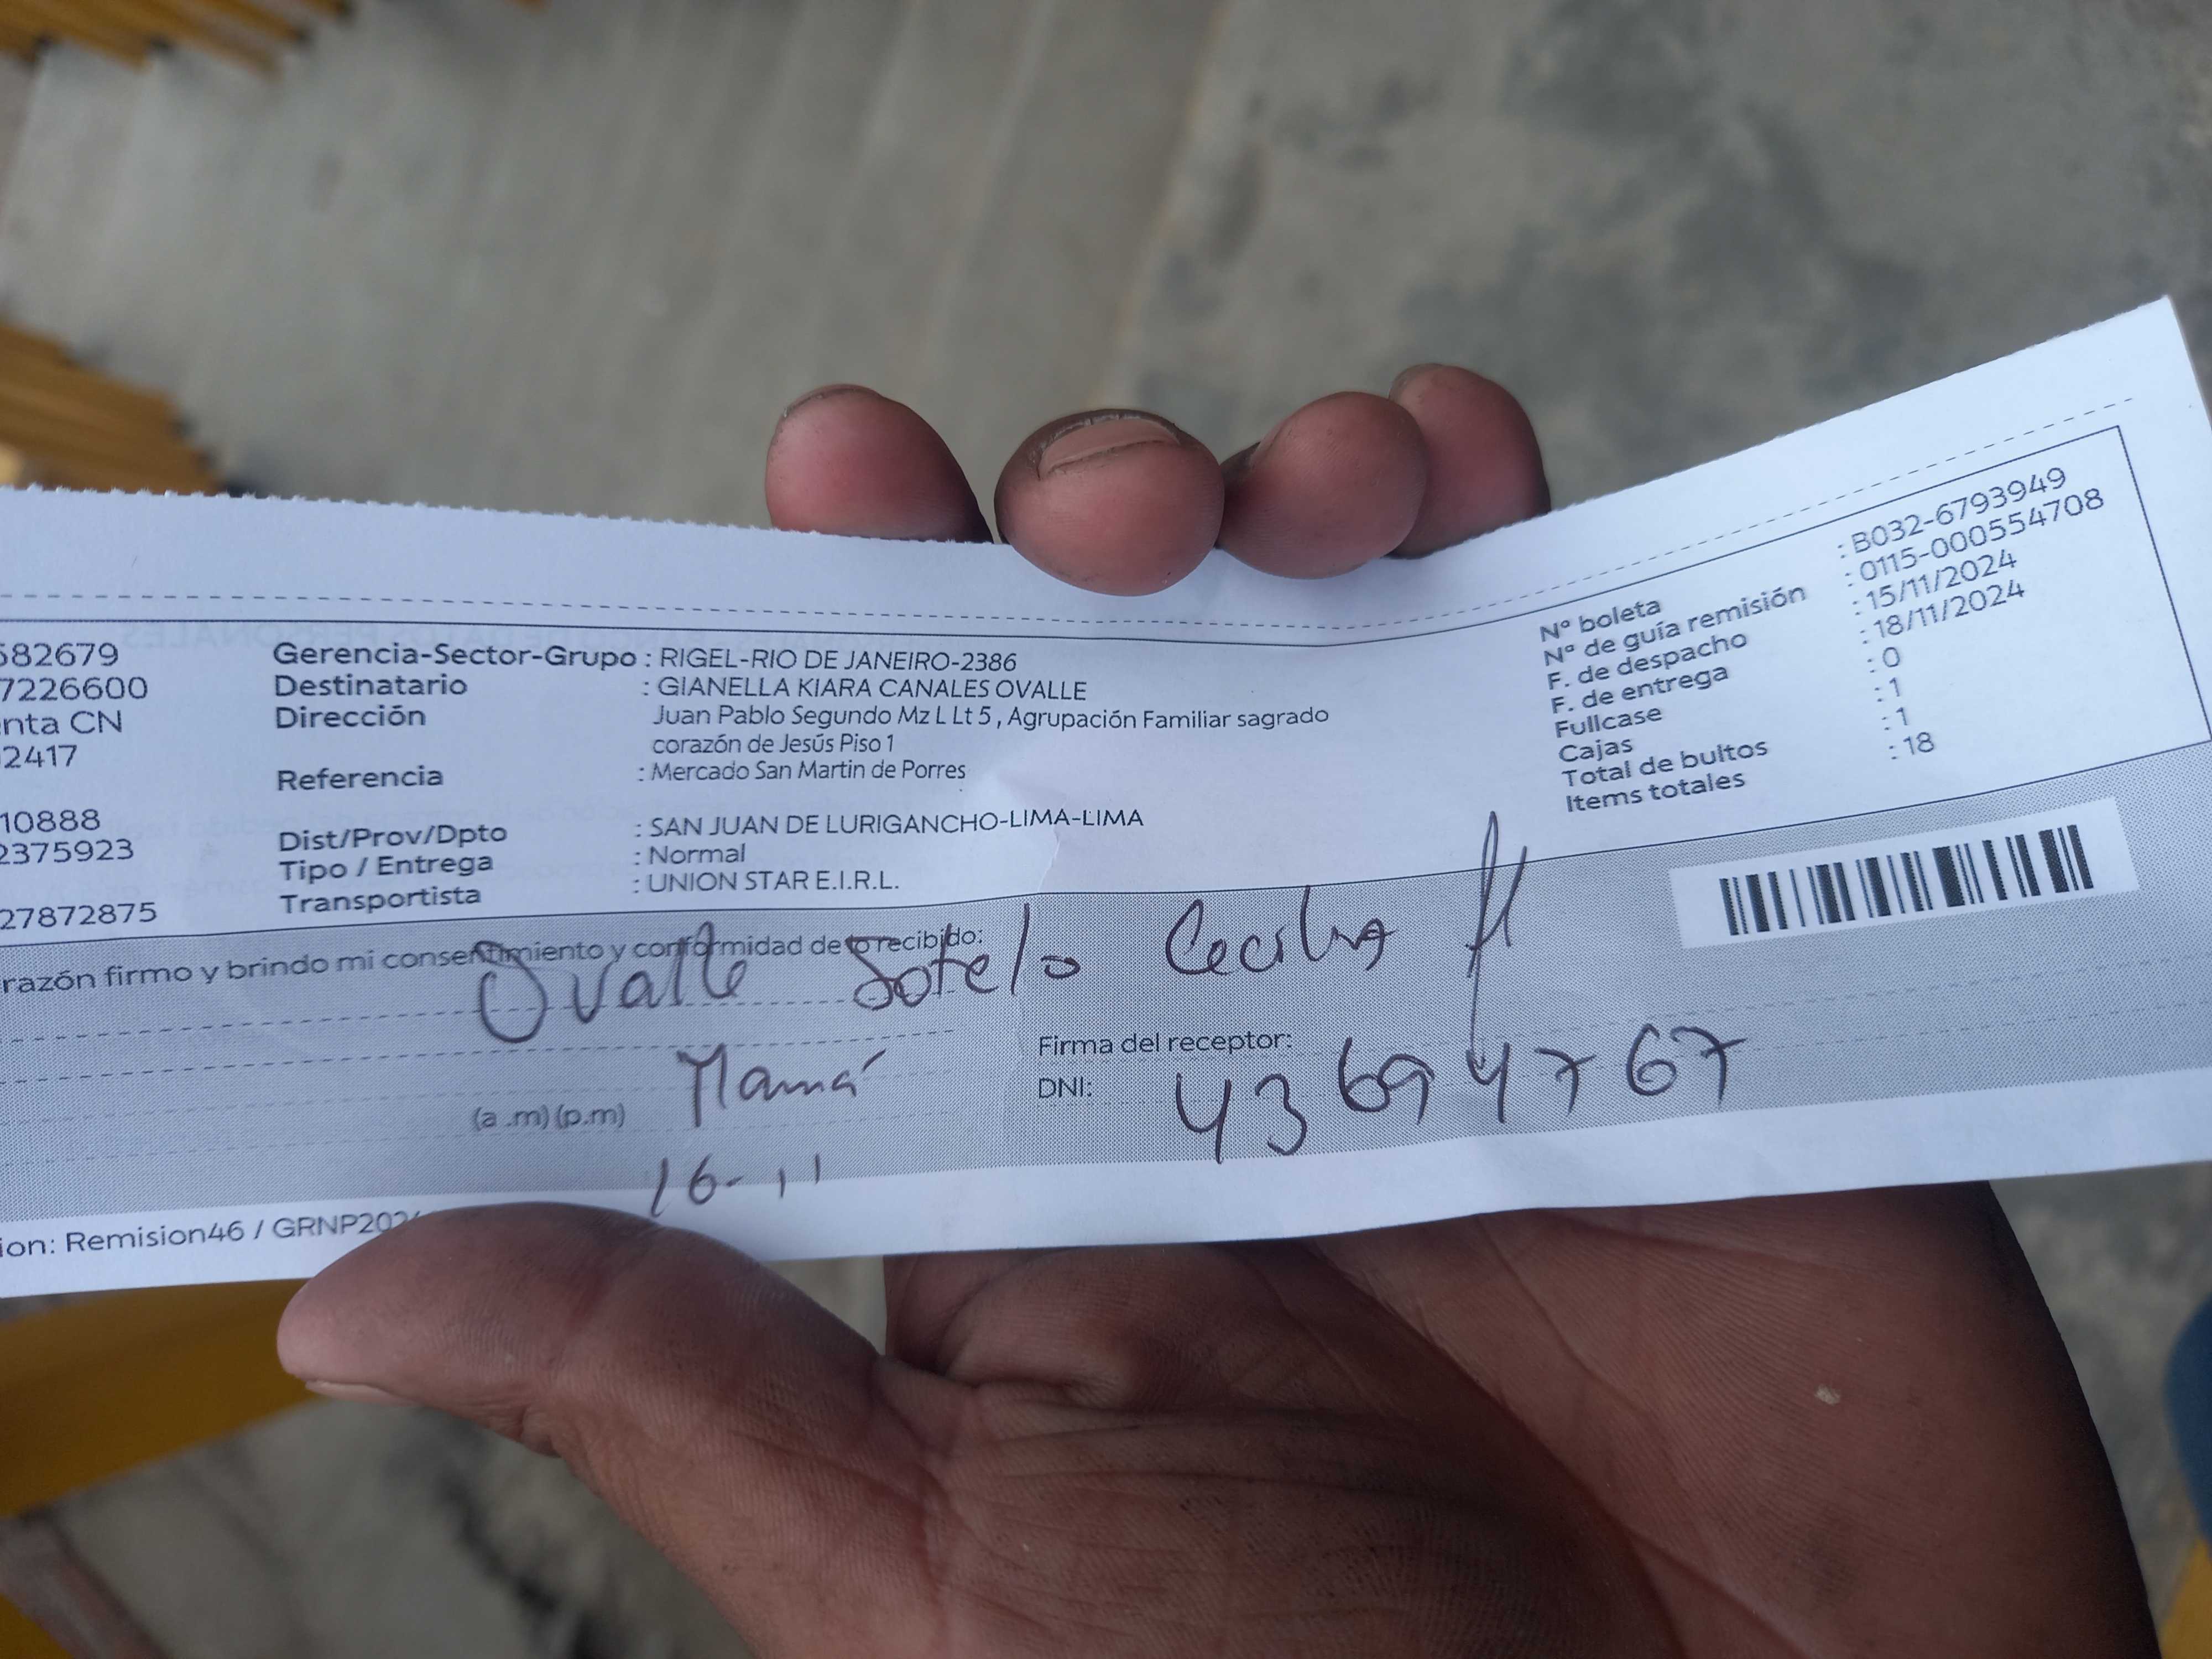 582679
7226600
enta CN
02417
10888
2375923
27872875
Gerencia-Sector-Grupo : RIGEL-RIO DE JANEIRO-2386
Destinatario : GIANELLA KIARA CANALES OVALLE
Dirección Juan Pablo Segundo Mz L Lt 5 , Agrupación Familiar sagrado
corazón de Jesús Piso 1
Referencia : Mercado San Martin de Porres
Dist/Prov/Dpto : SAN JUAN DE LURIGANCHO-LIMA-LIMA
Tipo / Entrega : Normal
Transportista : UNION STAR E.I.R.L.
Nº boleta : B032-6793949
Nº de guía remisión : 0115-000554708
F. de despacho : 15/11/2024
F. de entrega : 18/11/2024
Fullcase : 0
Cajas : 1
Total de bultos : 1
Items totales : 18
razón firmo y brindo mi consentimiento y conformidad de lo recibido:
Ovalle Sotelo Cecilia
Firma del receptor:
Mamá
DNI: 43694767
(a .m) (p.m)
16-11
ion: Remision46 / GRNP202